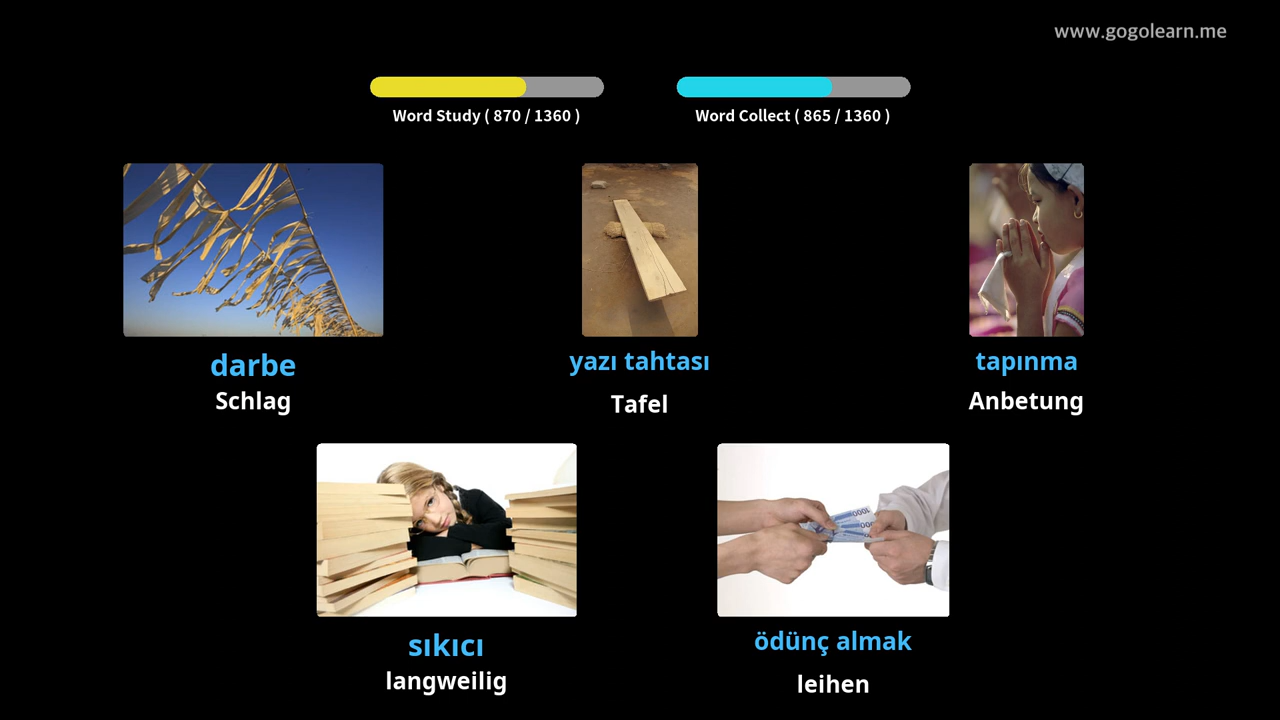 www.gogolearn.me
Word Study ( 870 / 1360 )
Word Collect ( 865 / 1360 )
darbe
Schlag
yazı tahtası
Tafel
tapınma
Anbetung
sıkıcı
langweilig
ödünç almak
leihen